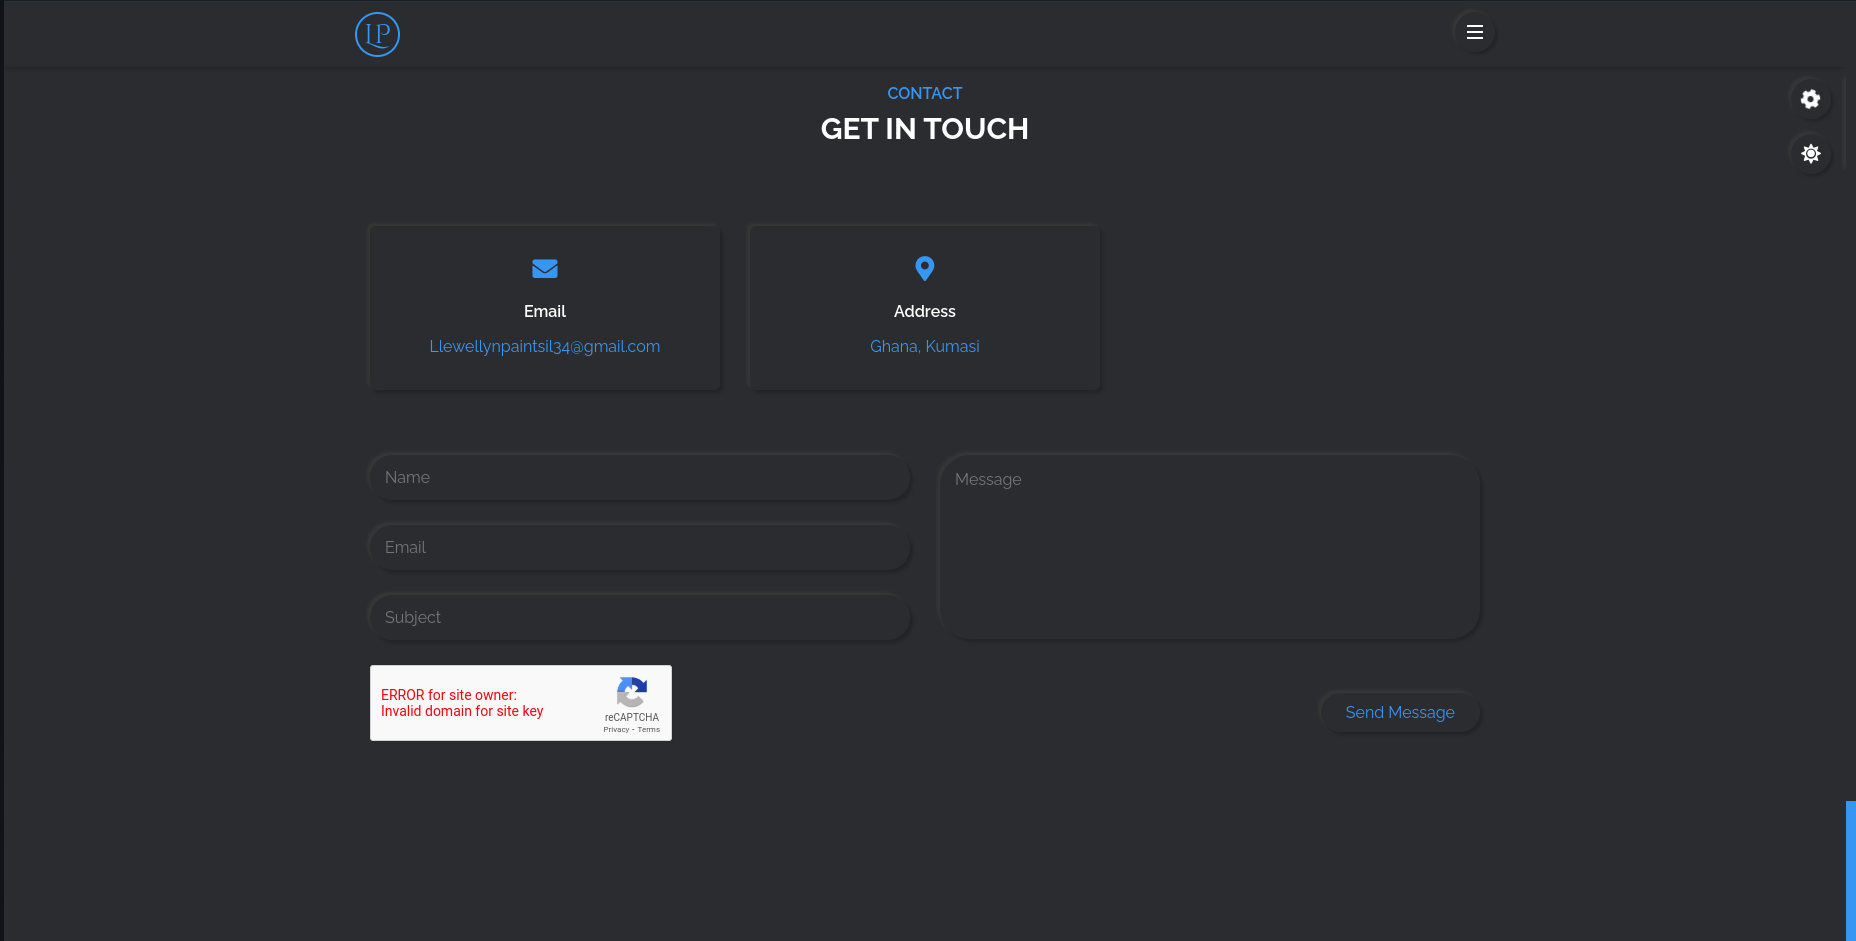 LP
CONTACT
GET IN TOUCH
Email
Llewellynpaintsil34@gmail.com
Address
Ghana, Kumasi
Name
Email
Subject
Message
ERROR for site owner:
Invalid domain for site key
reCAPTCHA
Privacy - Terms
Send Message